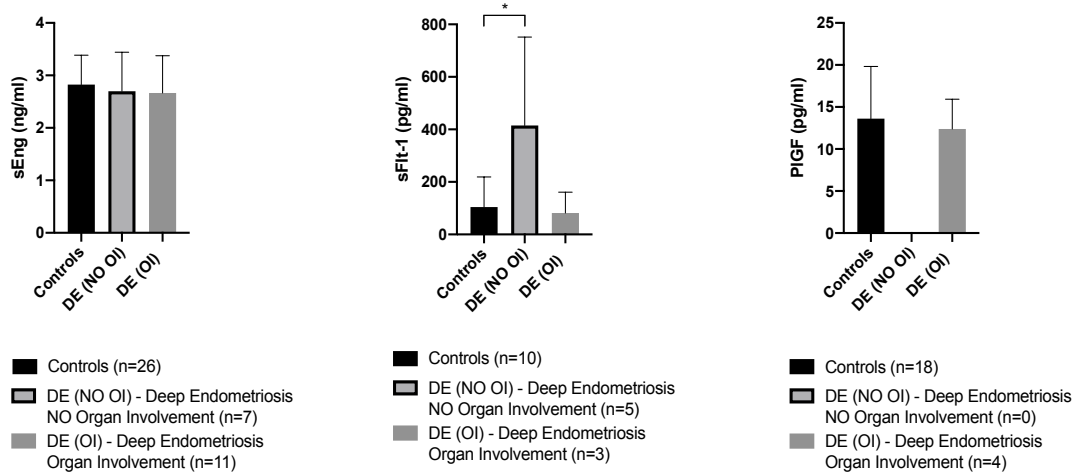 sEng (ng/ml)
4
3
2
1
0
Controls
DE (NO OI)
DE (OI)
Controls (n=26)
DE (NO OI) - Deep Endometriosis
NO Organ Involvement (n=7)
DE (OI) - Deep Endometriosis
Organ Involvement (n=11)
sFlt-1 (pg/ml)
800
600
400
200
0
*
Controls
DE (NO OI)
DE (OI)
Controls (n=10)
DE (NO OI) - Deep Endometriosis
NO Organ Involvement (n=5)
DE (OI) - Deep Endometriosis
Organ Involvement (n=3)
PIGF (pg/ml)
25
20
15
10
5
0
Controls
DE (NO OI)
DE (OI)
Controls (n=18)
DE (NO OI) - Deep Endometriosis
NO Organ Involvement (n=0)
DE (OI) - Deep Endometriosis
Organ Involvement (n=4)